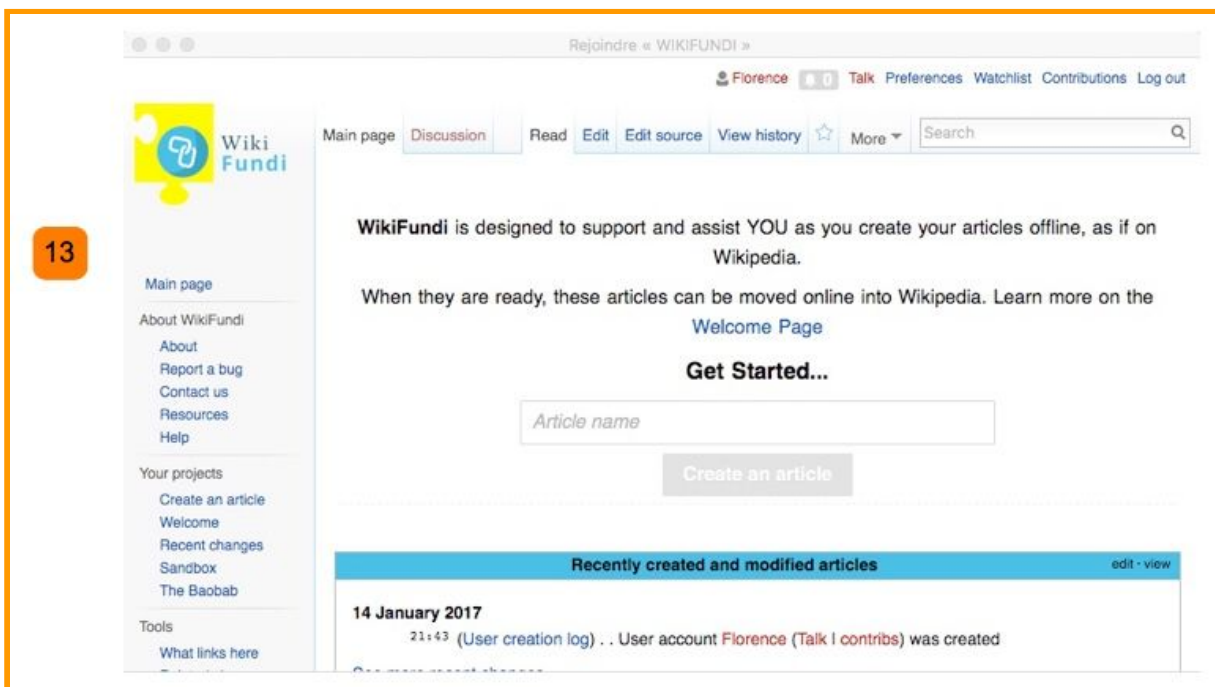 Rejoindre « WIKIFUNDI »
Florence 0 Talk Preferences Watchlist Contributions Log out
Wiki
Fundi
Main page Discussion Read Edit Edit source View history More Search
13
WikiFundi is designed to support and assist YOU as you create your articles offline, as if on
Wikipedia.
When they are ready, these articles can be moved online into Wikipedia. Learn more on the
Welcome Page
Get Started...
Article name
Create an article
Main page
About WikiFundi
About
Report a bug
Contact us
Resources
Help
Your projects
Create an article
Welcome
Recent changes
Sandbox
The Baobab
Tools
What links here
Recently created and modified articles edit · view
14 January 2017
21:43 (User creation log) . . User account Florence (Talk | contribs) was created
See more recent changes